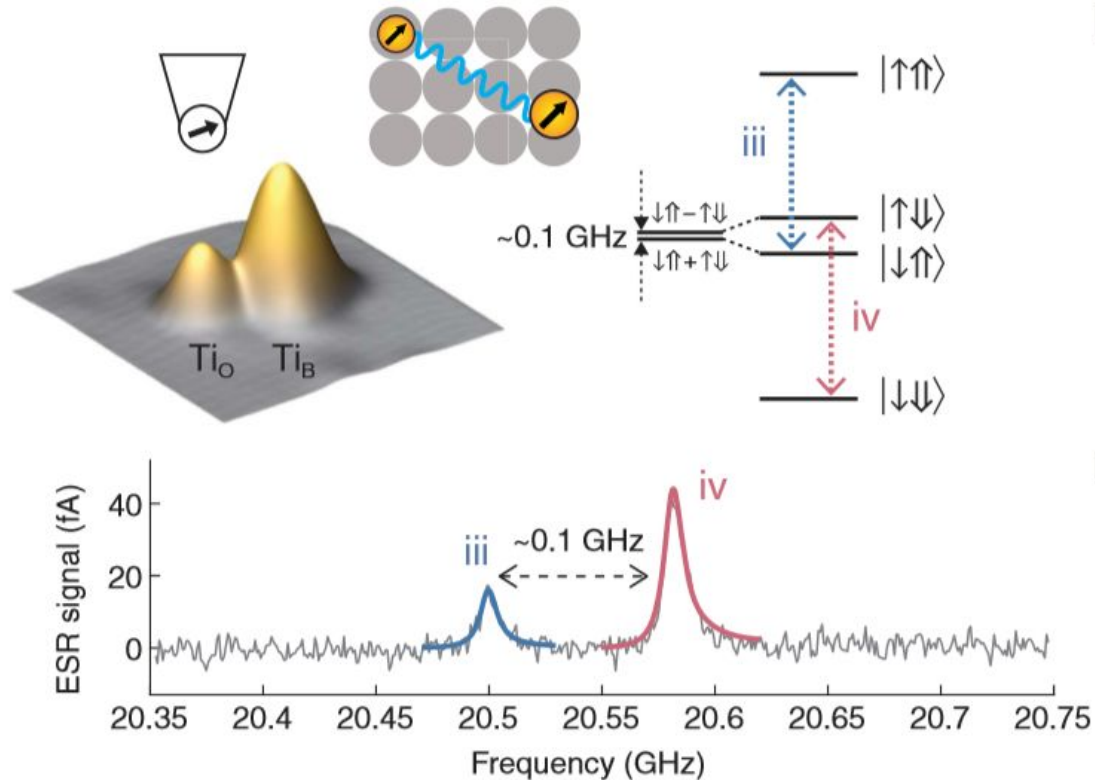 |↑⇑⟩
iii
|↑⇓⟩
↓⇑−↑⇓
~0.1 GHz
↓⇑+↑⇓
|↓⇑⟩
iv
Ti_O Ti_B
|↓⇓⟩
iv
~0.1 GHz
iii
ESR signal (fA)
40
20
0
20.35 20.4 20.45 20.5 20.55 20.6 20.65 20.7 20.75
Frequency (GHz)